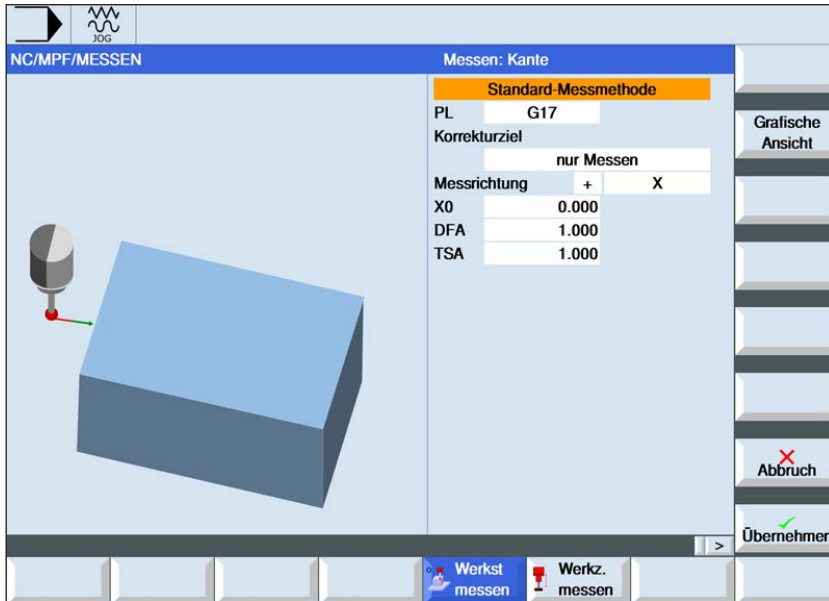 JOG
NC/MPF/MESSEN
Messen: Kante
Standard-Messmethode
PL G17
Korrekturziel
nur Messen
Messrichtung + X
X0 0.000
DFA 1.000
TSA 1.000
Grafische
Ansicht
Abbruch
Übernehmen
>
Werkst
messen
Werkz.
messen